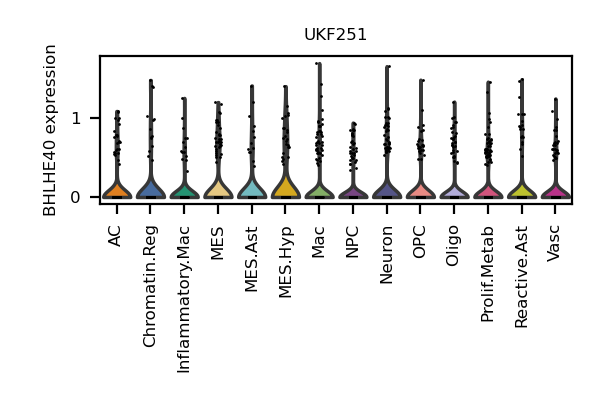 UKF251
BHLHE40 expression
1
0
AC
Chromatin.Reg
Inflammatory.Mac
MES
MES.Ast
MES.Hyp
Mac
NPC
Neuron
OPC
Oligo
Prolif.Metab
Reactive.Ast
Vasc